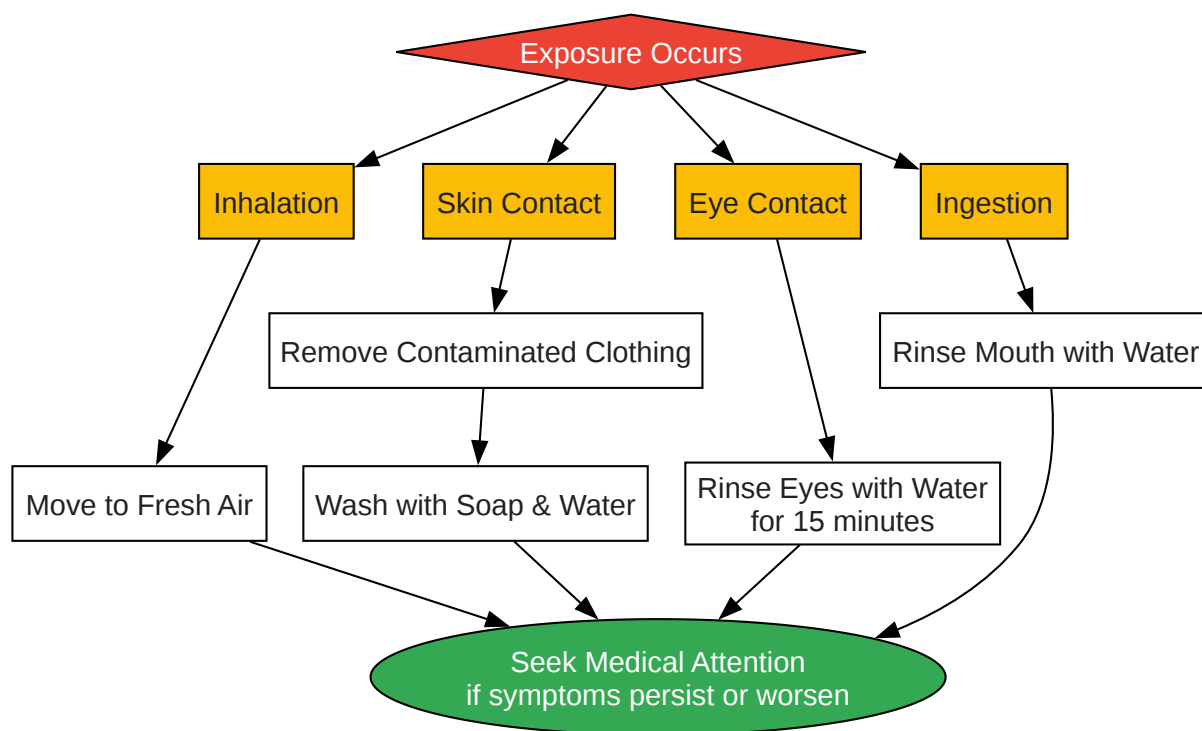 Exposure Occurs
Inhalation
Skin Contact
Eye Contact
Ingestion
Remove Contaminated Clothing
Rinse Mouth with Water
Move to Fresh Air
Wash with Soap & Water
Rinse Eyes with Water
for 15 minutes
Seek Medical Attention
if symptoms persist or worsen